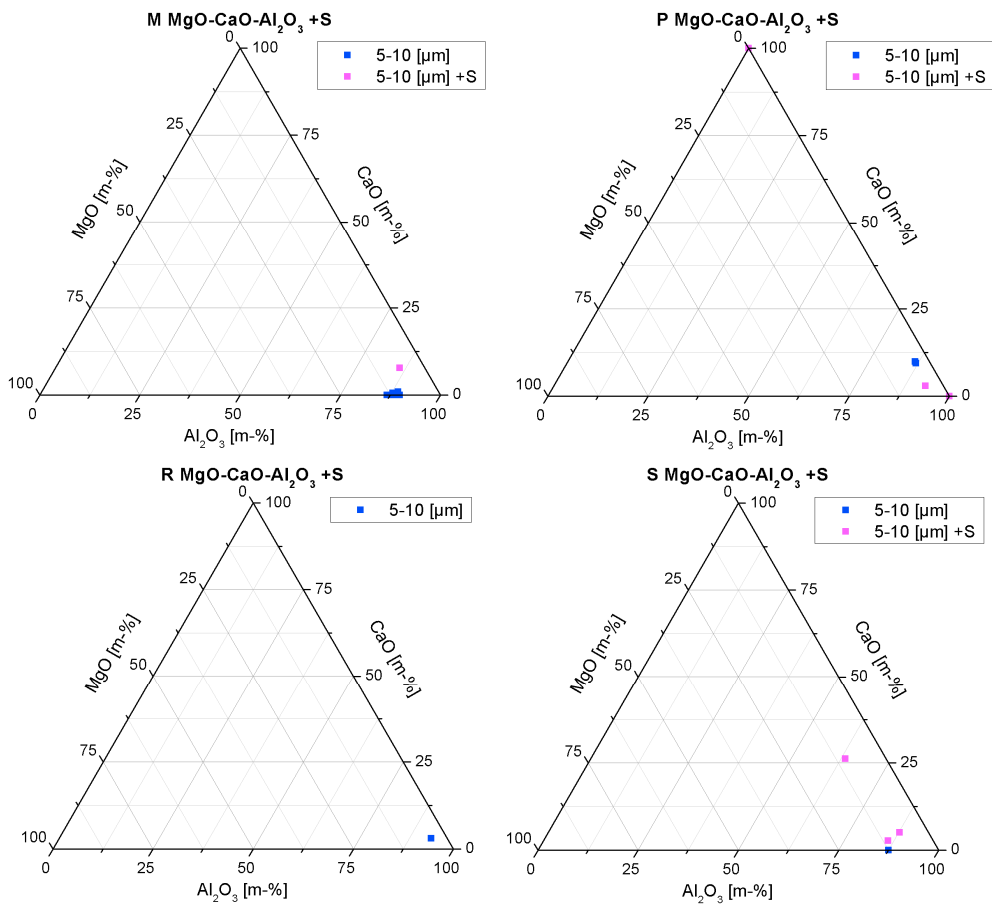 M MgO-CaO-Al₂O₃ +S
0
100
5-10 [µm]
5-10 [µm] +S
25
75
MgO [m-%]
CaO [m-%]
50
50
75
25
100
0
0
25
50
75
100
Al₂O₃ [m-%]
P MgO-CaO-Al₂O₃ +S
0
100
5-10 [µm]
5-10 [µm] +S
25
75
MgO [m-%]
CaO [m-%]
50
50
75
25
100
0
0
25
50
75
100
Al₂O₃ [m-%]
R MgO-CaO-Al₂O₃ +S
0
100
5-10 [µm]
25
75
MgO [m-%]
CaO [m-%]
50
50
75
25
100
0
0
25
50
75
100
Al₂O₃ [m-%]
S MgO-CaO-Al₂O₃ +S
0
100
5-10 [µm]
5-10 [µm] +S
25
75
MgO [m-%]
CaO [m-%]
50
50
75
25
100
0
0
25
50
75
100
Al₂O₃ [m-%]